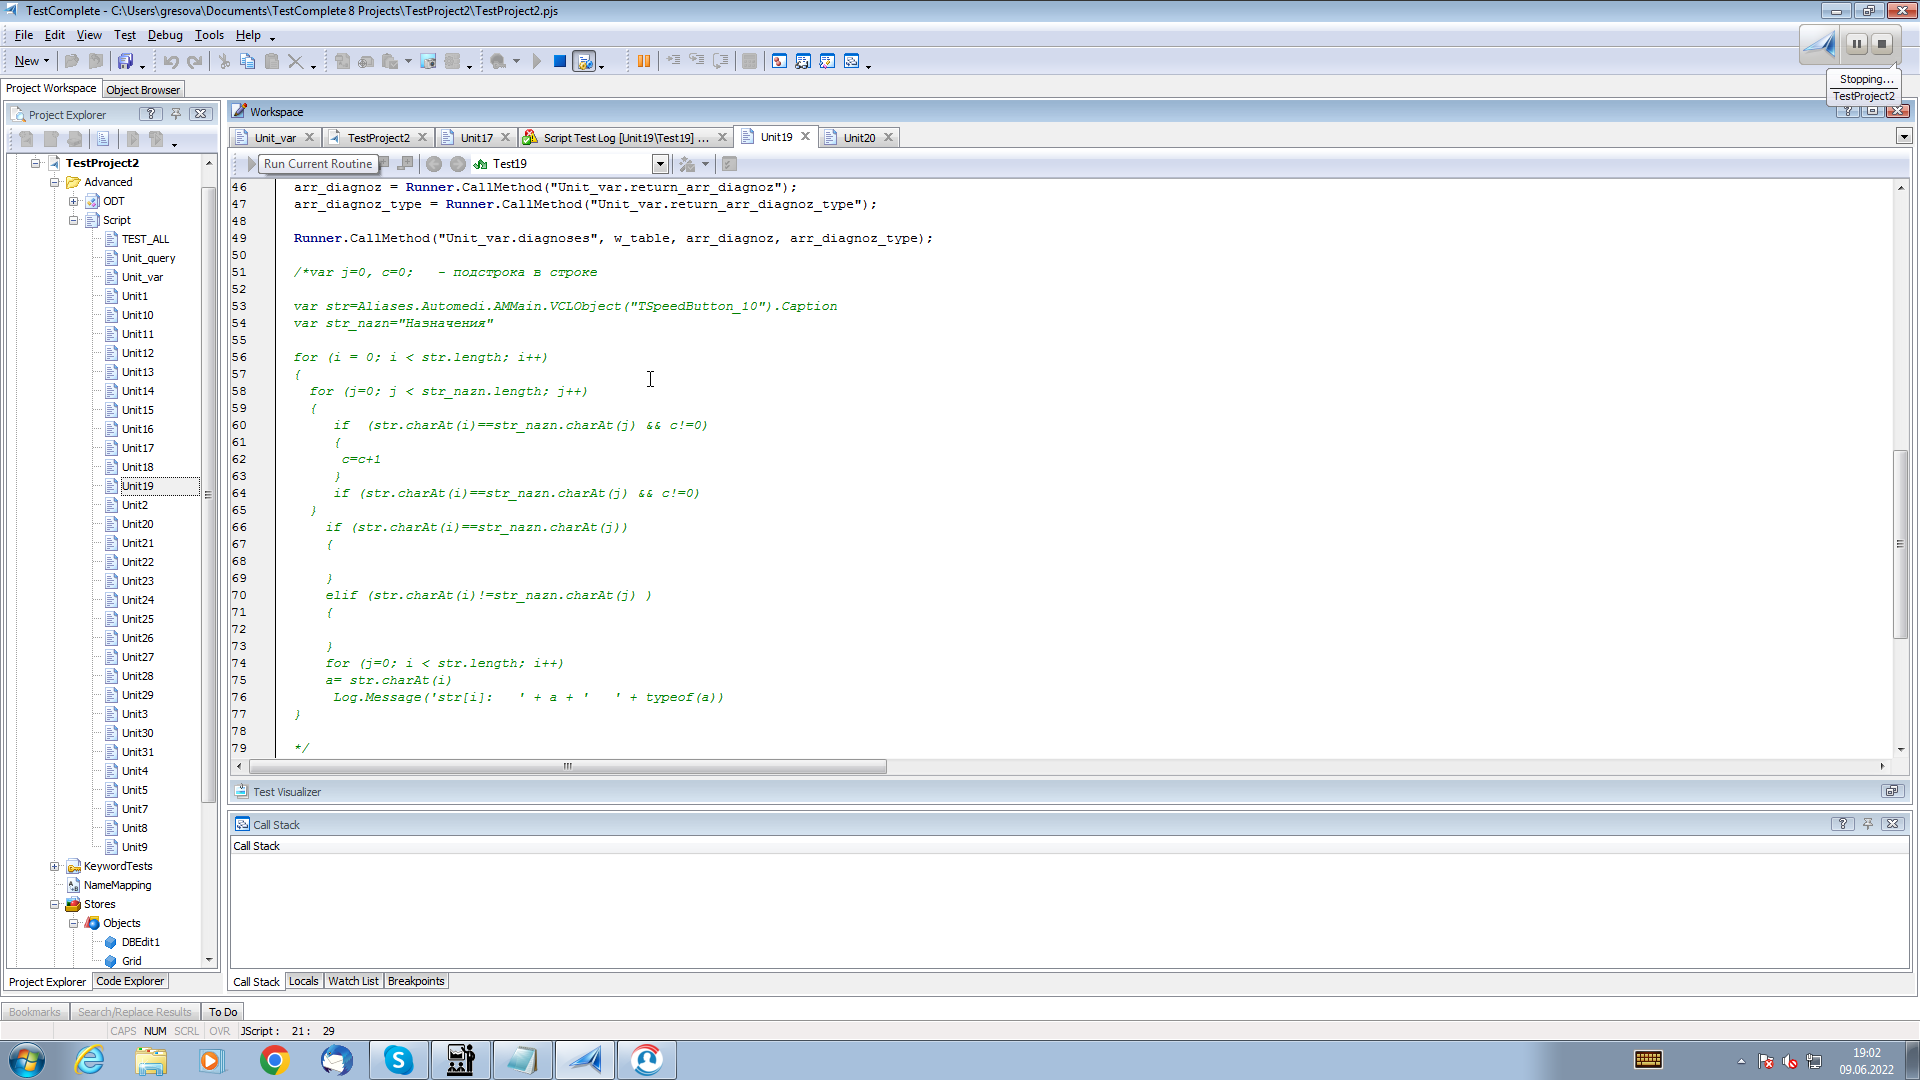 TestComplete - C:\Users\gresova\Documents\TestComplete 8 Projects\TestProject2\TestProject2.pjs
File Edit View Test Debug Tools Help
New
Stopping...
TestProject2
Project Workspace Object Browser
Project Explorer
TestProject2
Advanced
ODT
Script
TEST_ALL
Unit_query
Unit_var
Unit1
Unit10
Unit11
Unit12
Unit13
Unit14
Unit15
Unit16
Unit17
Unit18
Unit19
Unit2
Unit20
Unit21
Unit22
Unit23
Unit24
Unit25
Unit26
Unit27
Unit28
Unit29
Unit3
Unit30
Unit31
Unit4
Unit5
Unit7
Unit8
Unit9
KeywordTests
NameMapping
Stores
Objects
DBEdit1
Grid
Project Explorer Code Explorer
Workspace
Unit_var TestProject2 Unit17 Script Test Log [Unit19\Test19] ... Unit19 Unit20
Run Current Routine Test19
46 arr_diagnoz = Runner.CallMethod("Unit_var.return_arr_diagnoz");
47 arr_diagnoz_type = Runner.CallMethod("Unit_var.return_arr_diagnoz_type");
48
49 Runner.CallMethod("Unit_var.diagnoses", w_table, arr_diagnoz, arr_diagnoz_type);
50
51 /*var j=0, c=0;   - подстрока в строке
52
53 var str=Aliases.Automedi.AMMain.VCLObject("TSpeedButton_10").Caption
54 var str_nazn="Назначения"
55
56 for (i = 0; i < str.length; i++)
57 {
58 for (j=0; j < str_nazn.length; j++)
59 {
60 if  (str.charAt(i)==str_nazn.charAt(j) && c!=0)
61 {
62 c=c+1
63 }
64 if (str.charAt(i)==str_nazn.charAt(j) && c!=0)
65 }
66 if (str.charAt(i)==str_nazn.charAt(j))
67 {
68
69 }
70 elif (str.charAt(i)!=str_nazn.charAt(j) )
71 {
72
73 }
74 for (j=0; i < str.length; i++)
75 a= str.charAt(i)
76 Log.Message('str[i]:   ' + a + '   ' + typeof(a))
77 }
78
79 */
Test Visualizer
Call Stack
Call Stack
Call Stack Locals Watch List Breakpoints
Bookmarks Search/Replace Results To Do
CAPS NUM SCRL OVR JScript : 21 : 29
19:02
09.06.2022